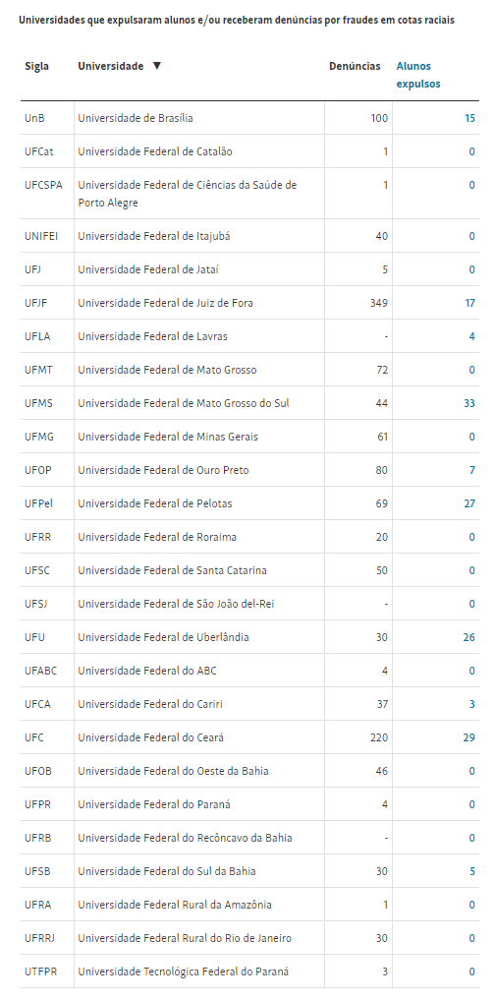 Universidades que expulsaram alunos e/ou receberam denúncias por fraudes em cotas raciais
Sigla Universidade ▼ Denúncias Alunos
expulsos
UnB Universidade de Brasília 100 15
UFCat Universidade Federal de Catalão 1 0
UFCSPA Universidade Federal de Ciências da Saúde de 1 0
Porto Alegre
UNIFEI Universidade Federal de Itajubá 40 0
UFJ Universidade Federal de Jataí 5 0
UFJF Universidade Federal de Juiz de Fora 349 17
UFLA Universidade Federal de Lavras - 4
UFMT Universidade Federal de Mato Grosso 72 0
UFMS Universidade Federal de Mato Grosso do Sul 44 33
UFMG Universidade Federal de Minas Gerais 61 0
UFOP Universidade Federal de Ouro Preto 80 7
UFPel Universidade Federal de Pelotas 69 27
UFRR Universidade Federal de Roraima 20 0
UFSC Universidade Federal de Santa Catarina 50 0
UFSJ Universidade Federal de São João del-Rei - 0
UFU Universidade Federal de Uberlândia 30 26
UFABC Universidade Federal do ABC 4 0
UFCA Universidade Federal do Cariri 37 3
UFC Universidade Federal do Ceará 220 29
UFOB Universidade Federal do Oeste da Bahia 46 0
UFPR Universidade Federal do Paraná 4 0
UFRB Universidade Federal do Recôncavo da Bahia - 0
UFSB Universidade Federal do Sul da Bahia 30 5
UFRA Universidade Federal Rural da Amazônia 1 0
UFRRJ Universidade Federal Rural do Rio de Janeiro 30 0
UTFPR Universidade Tecnológica Federal do Paraná 3 0